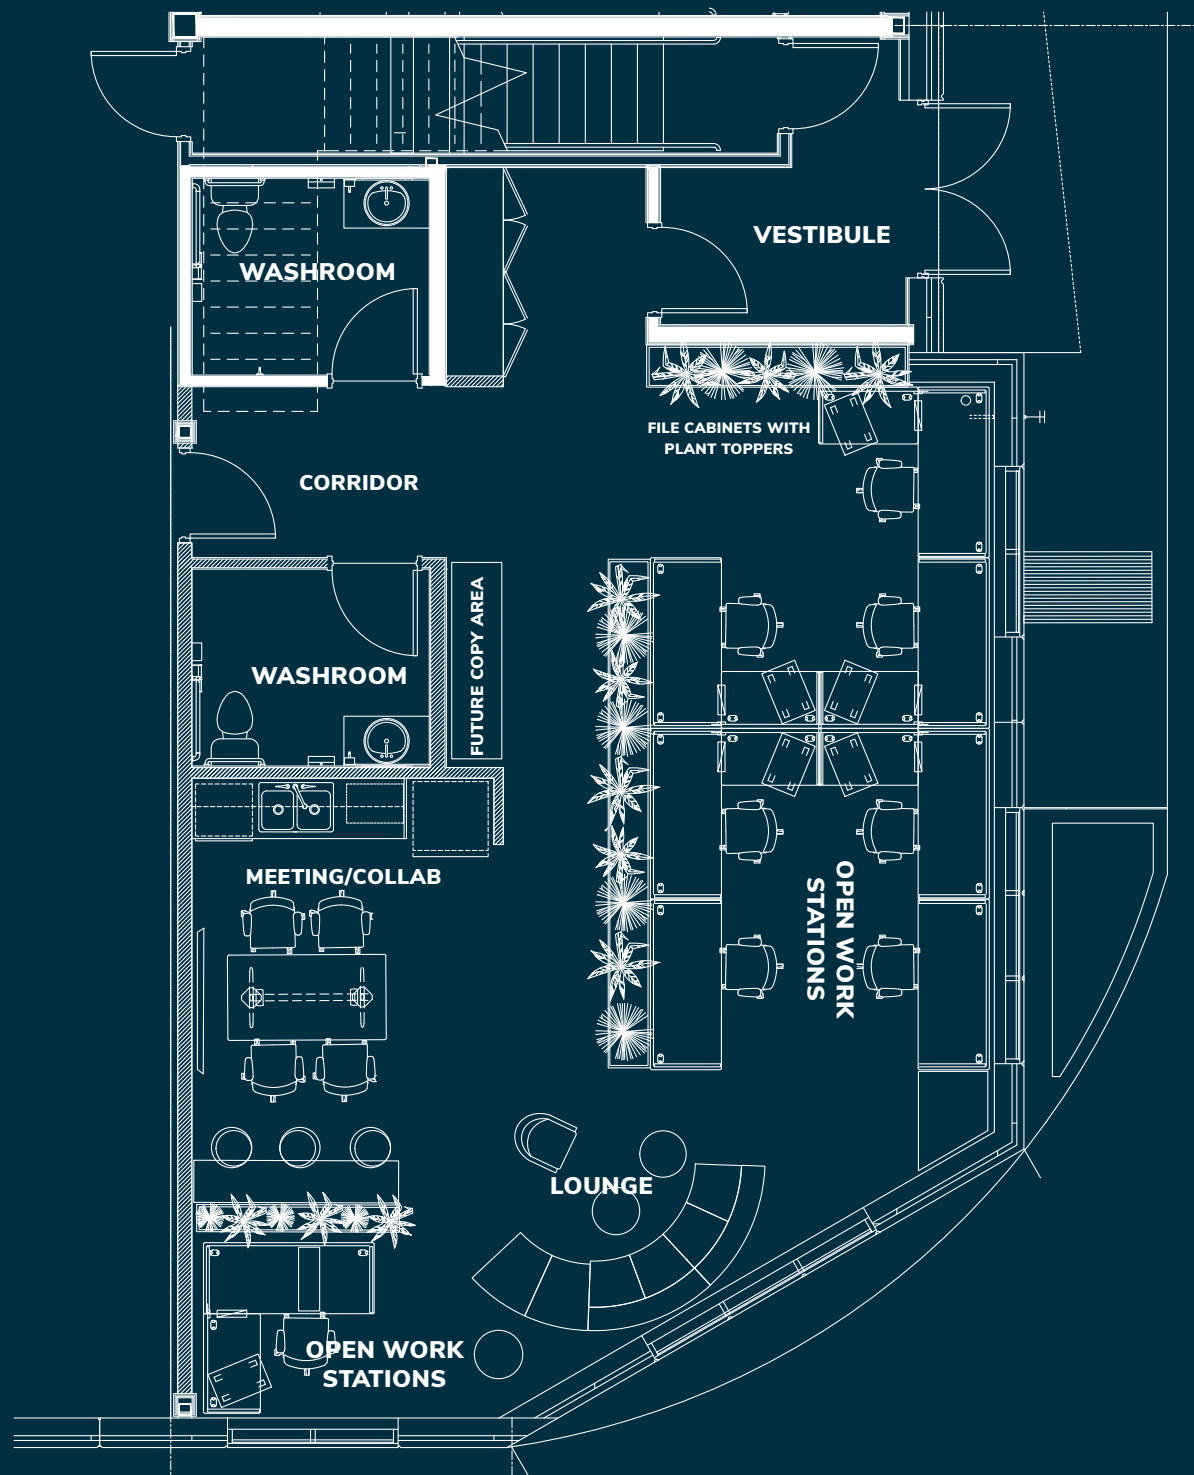 VESTIBULE
WASHROOM
FILE CABINETS WITH
PLANT TOPPERS
CORRIDOR
FUTURE COPY AREA
WASHROOM
MEETING/COLLAB
OPEN WORK
STATIONS
LOUNGE
OPEN WORK
STATIONS